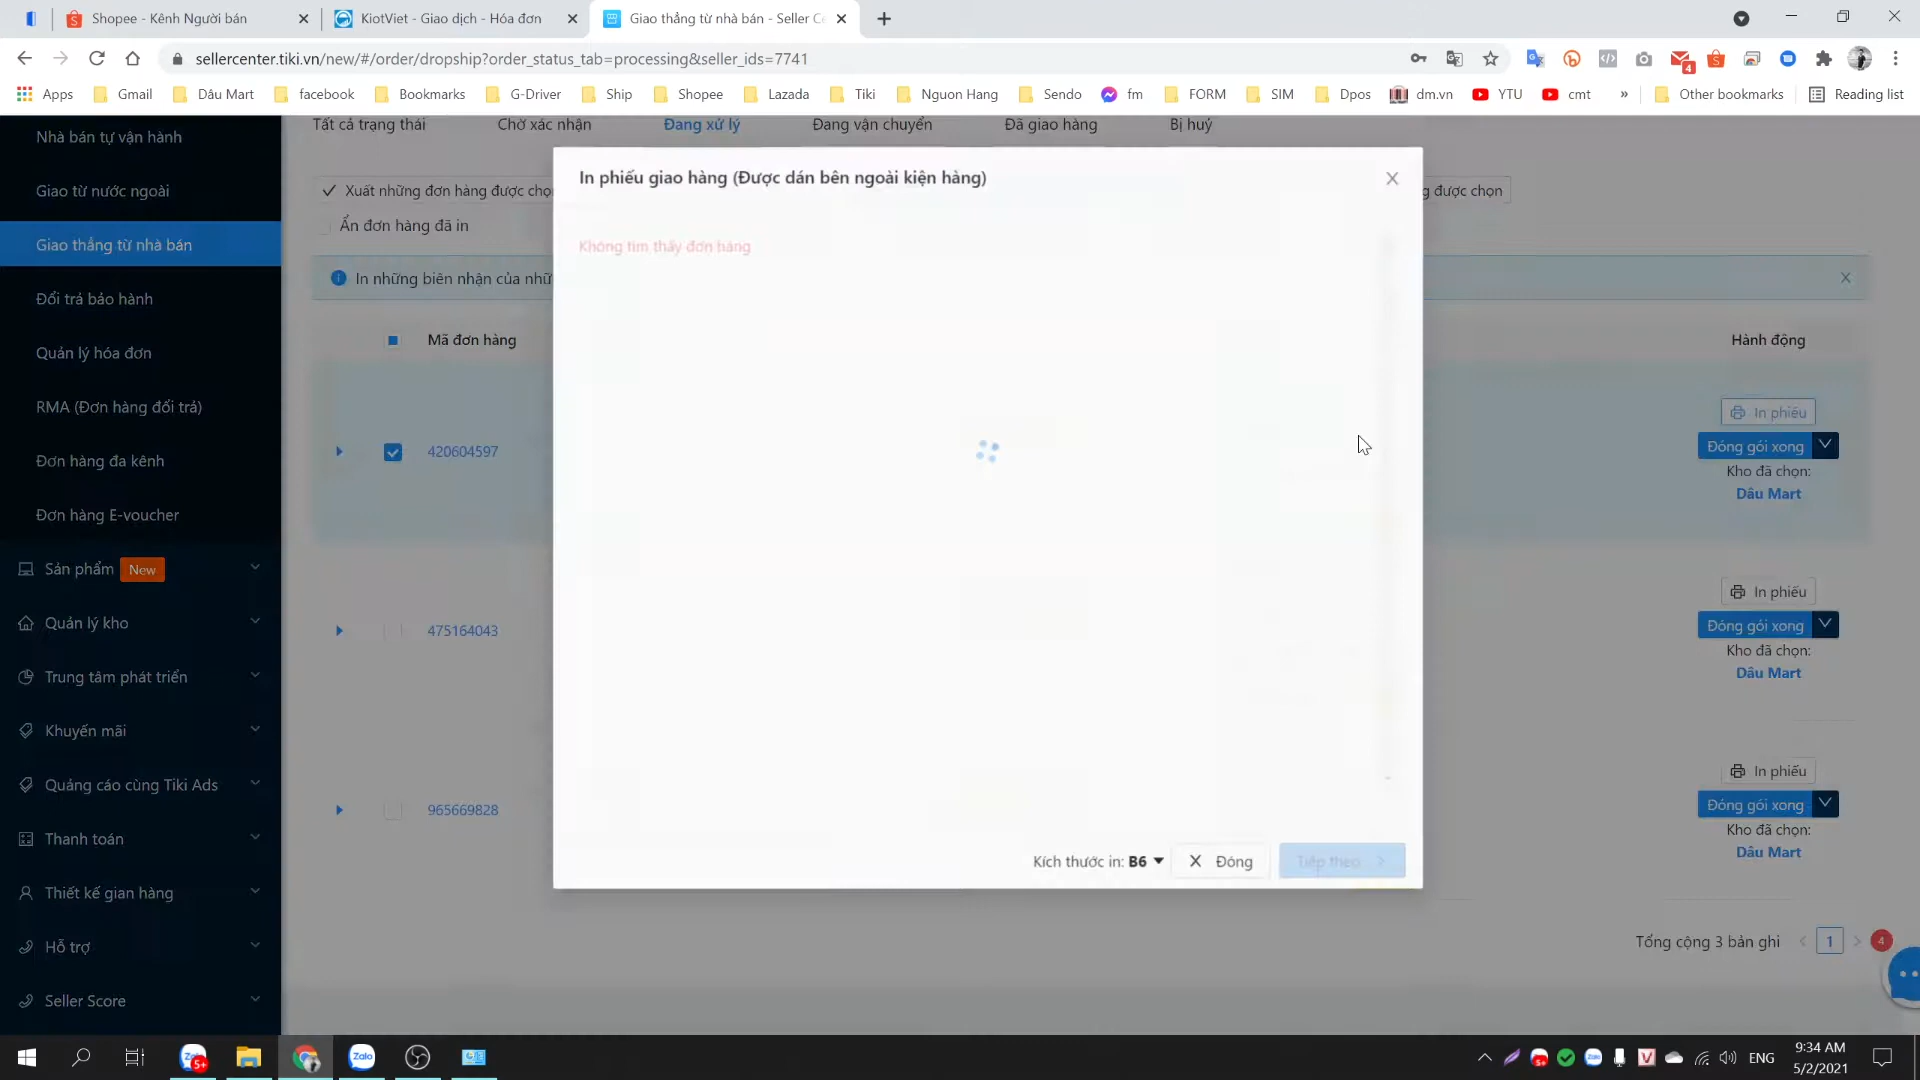 Shopee - Kênh Người bán
KiotViet - Giao dịch - Hóa đơn
Giao thẳng từ nhà bán - Seller Ce
sellercenter.tiki.vn/new/#/order/dropship?order_status_tab=processing&seller_ids=7741
4
Apps
Gmail
Dâu Mart
facebook
Bookmarks
G-Driver
Ship
Shopee
Lazada
Tiki
Nguon Hang
Sendo
fm
FORM
SIM
Dpos
dm.vn
YTU
cmt
»
Other bookmarks
Reading list
Nhà bán tự vận hành
Giao từ nước ngoài
Giao thẳng từ nhà bán
Đổi trả bảo hành
Quản lý hóa đơn
RMA (Đơn hàng đổi trả)
Đơn hàng đa kênh
Đơn hàng E-voucher
Sản phẩm New
Quản lý kho
Trung tâm phát triển
Khuyến mãi
Quảng cáo cùng Tiki Ads
Thanh toán
Thiết kế gian hàng
Hỗ trợ
Seller Score
Tất cả trạng thái
Chờ xác nhận
Đang xử lý
Đang vận chuyển
Đã giao hàng
Bị huỷ
Xuất những đơn hàng được chọn
g được chọn
Ẩn đơn hàng đã in
In những biên nhận của nhữ
Mã đơn hàng
Hành động
420604597
In phiếu
Đóng gói xong
Kho đã chọn:
Dâu Mart
475164043
In phiếu
Đóng gói xong
Kho đã chọn:
Dâu Mart
965669828
In phiếu
Đóng gói xong
Kho đã chọn:
Dâu Mart
Tổng cộng 3 bản ghi
1
4
In phiếu giao hàng (Được dán bên ngoài kiện hàng)
Không tìm thấy đơn hàng
Kích thước in: B6
Đóng
Tiếp theo
Zalo
5+
Zalo
ENG
9:34 AM
5/2/2021